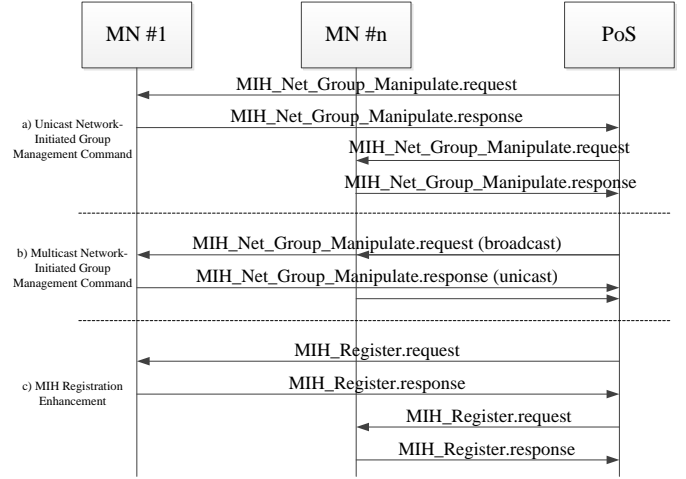 MN #1
MN #n
PoS
MIH_Net_Group_Manipulate.request
a) Unicast Network-
Initiated Group
Management Command
MIH_Net_Group_Manipulate.response
MIH_Net_Group_Manipulate.request
MIH_Net_Group_Manipulate.response
b) Multicast Network-
Initiated Group
Management Command
MIH_Net_Group_Manipulate.request (broadcast)
MIH_Net_Group_Manipulate.response (unicast)
MIH_Register.request
c) MIH Registration
Enhancement
MIH_Register.response
MIH_Register.request
MIH_Register.response